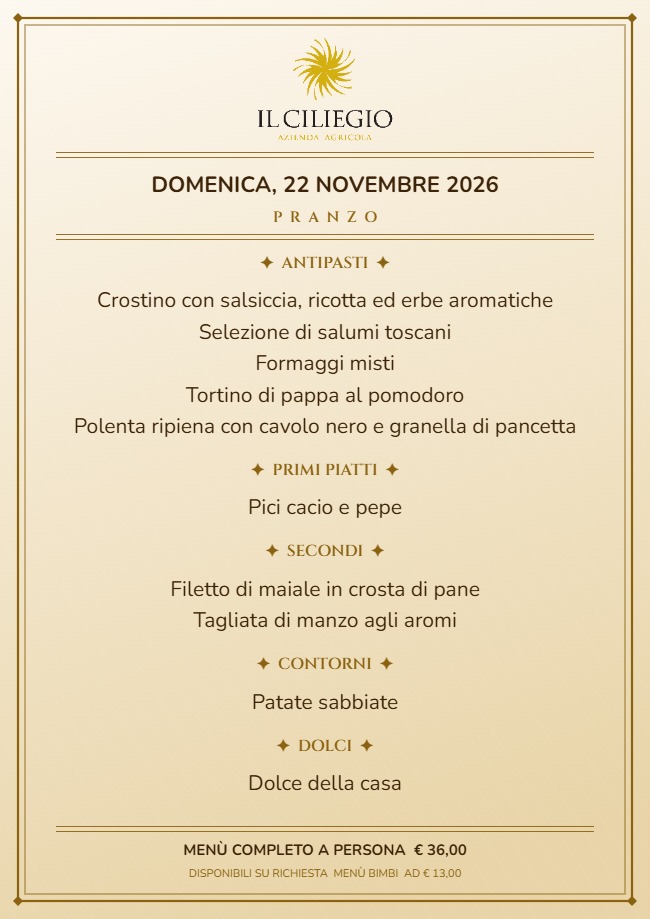 IL CILIEGIO
AZIENDA AGRICOLA
DOMENICA, 22 NOVEMBRE 2026
PRANZO
✦ ANTIPASTI ✦
Crostino con salsiccia, ricotta ed erbe aromatiche
Selezione di salumi toscani
Formaggi misti
Tortino di pappa al pomodoro
Polenta ripiena con cavolo nero e granella di pancetta
✦ PRIMI PIATTI ✦
Pici cacio e pepe
✦ SECONDI ✦
Filetto di maiale in crosta di pane
Tagliata di manzo agli aromi
✦ CONTORNI ✦
Patate sabbiate
✦ DOLCI ✦
Dolce della casa
MENÙ COMPLETO A PERSONA € 36,00
DISPONIBILI SU RICHIESTA MENÙ BIMBI AD € 13,00